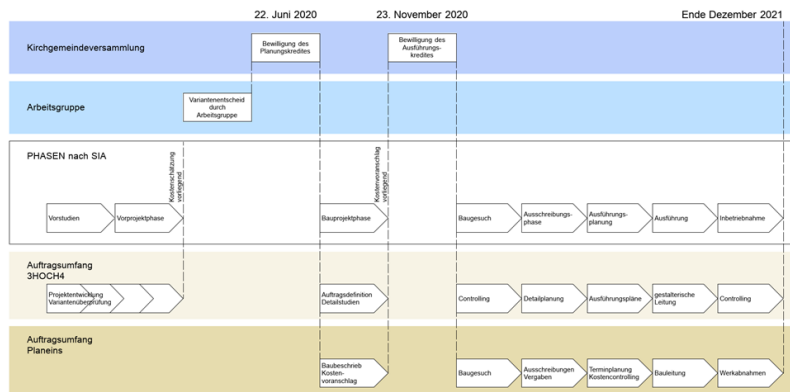 22. Juni 2020
23. November 2020
Ende Dezember 2021
Kirchgemeindeversammlung
Bewilligung des
Planungskredites
Bewilligung des
Ausführungs-
kredites
Arbeitsgruppe
Variantenentscheid
durch
Arbeitsgruppe
PHASEN nach SIA
Kostenschätzung
vorliegend
Kostenvoranschlag
vorliegend
Vorstudien
Vorprojektphase
Bauprojektphase
Baugesuch
Ausschreibungs-
phase
Ausführungs-
planung
Ausführung
Inbetriebnahme
Auftragsumfang
3HOCH4
Projektentwicklung
Variantenüberprüfung
Auftragsdefinition
Detailstudien
Controlling
Detailplanung
Ausführungspläne
gestalterische
Leitung
Controlling
Auftragsumfang
Planeins
Baubeschrieb
Kosten-
voranschlag
Baugesuch
Ausschreibungen
Vergaben
Terminplanung
Kostencontrolling
Bauleitung
Werkabnahmen